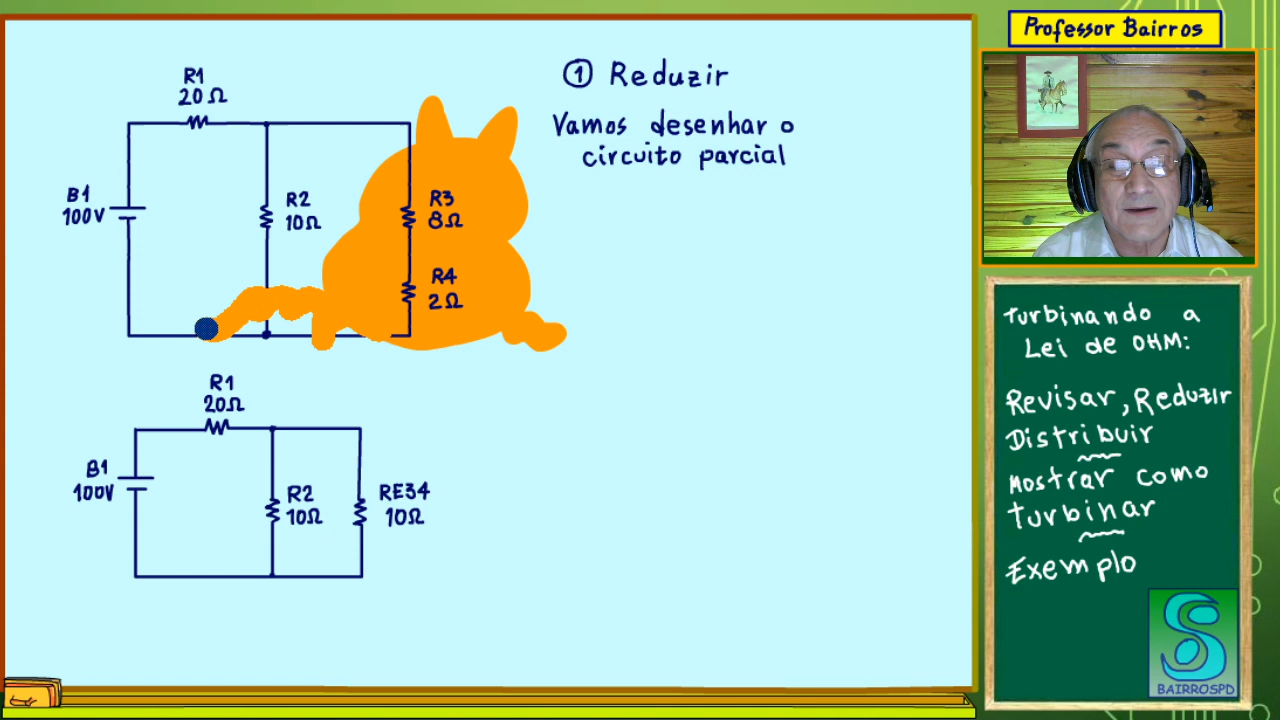 Professor Bairros
① Reduzir
Vamos desenhar o
circuito parcial
R1
20Ω
B1
100V
R2
10Ω
R3
8Ω
R4
2Ω
R1
20Ω
B1
100V
R2
10Ω
RE34
10Ω
Turbinando a
Lei de OHM:
Revisar, Reduzir
Distribuir
Mostrar como
turbinar
Exemplo
BAIRROSPD